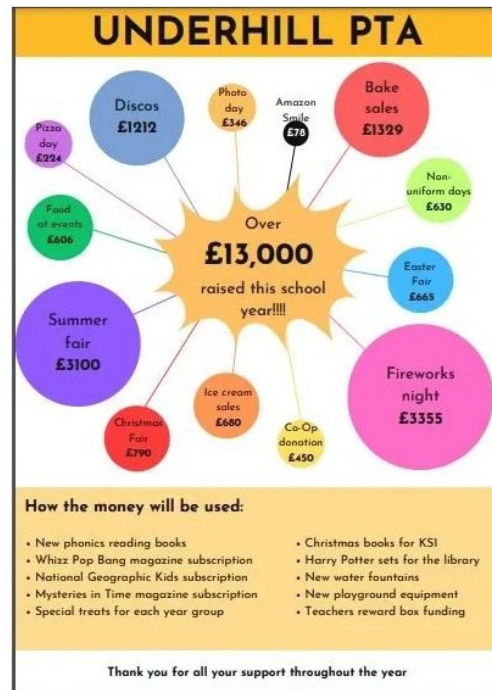 UNDERHILL PTA
Discos
£1212
Photo
day
£346
Amazon
Smile
£78
Bake
sales
£1329
Pizza
day
£224
Non-
uniform days
£630
Food
at events
£606
Over
£13,000
raised this school
year!!!!
Easter
Fair
£665
Summer
fair
£3100
Fireworks
night
£3355
Ice cream
sales
£680
Christmas
Fair
£790
Co-Op
donation
£450
How the money will be used:
• New phonics reading books
• Whizz Pop Bang magazine subscription
• National Geographic Kids subscription
• Mysteries in Time magazine subscription
• Special treats for each year group
• Christmas books for KS1
• Harry Potter sets for the library
• New water fountains
• New playground equipment
• Teachers reward box funding
Thank you for all your support throughout the year